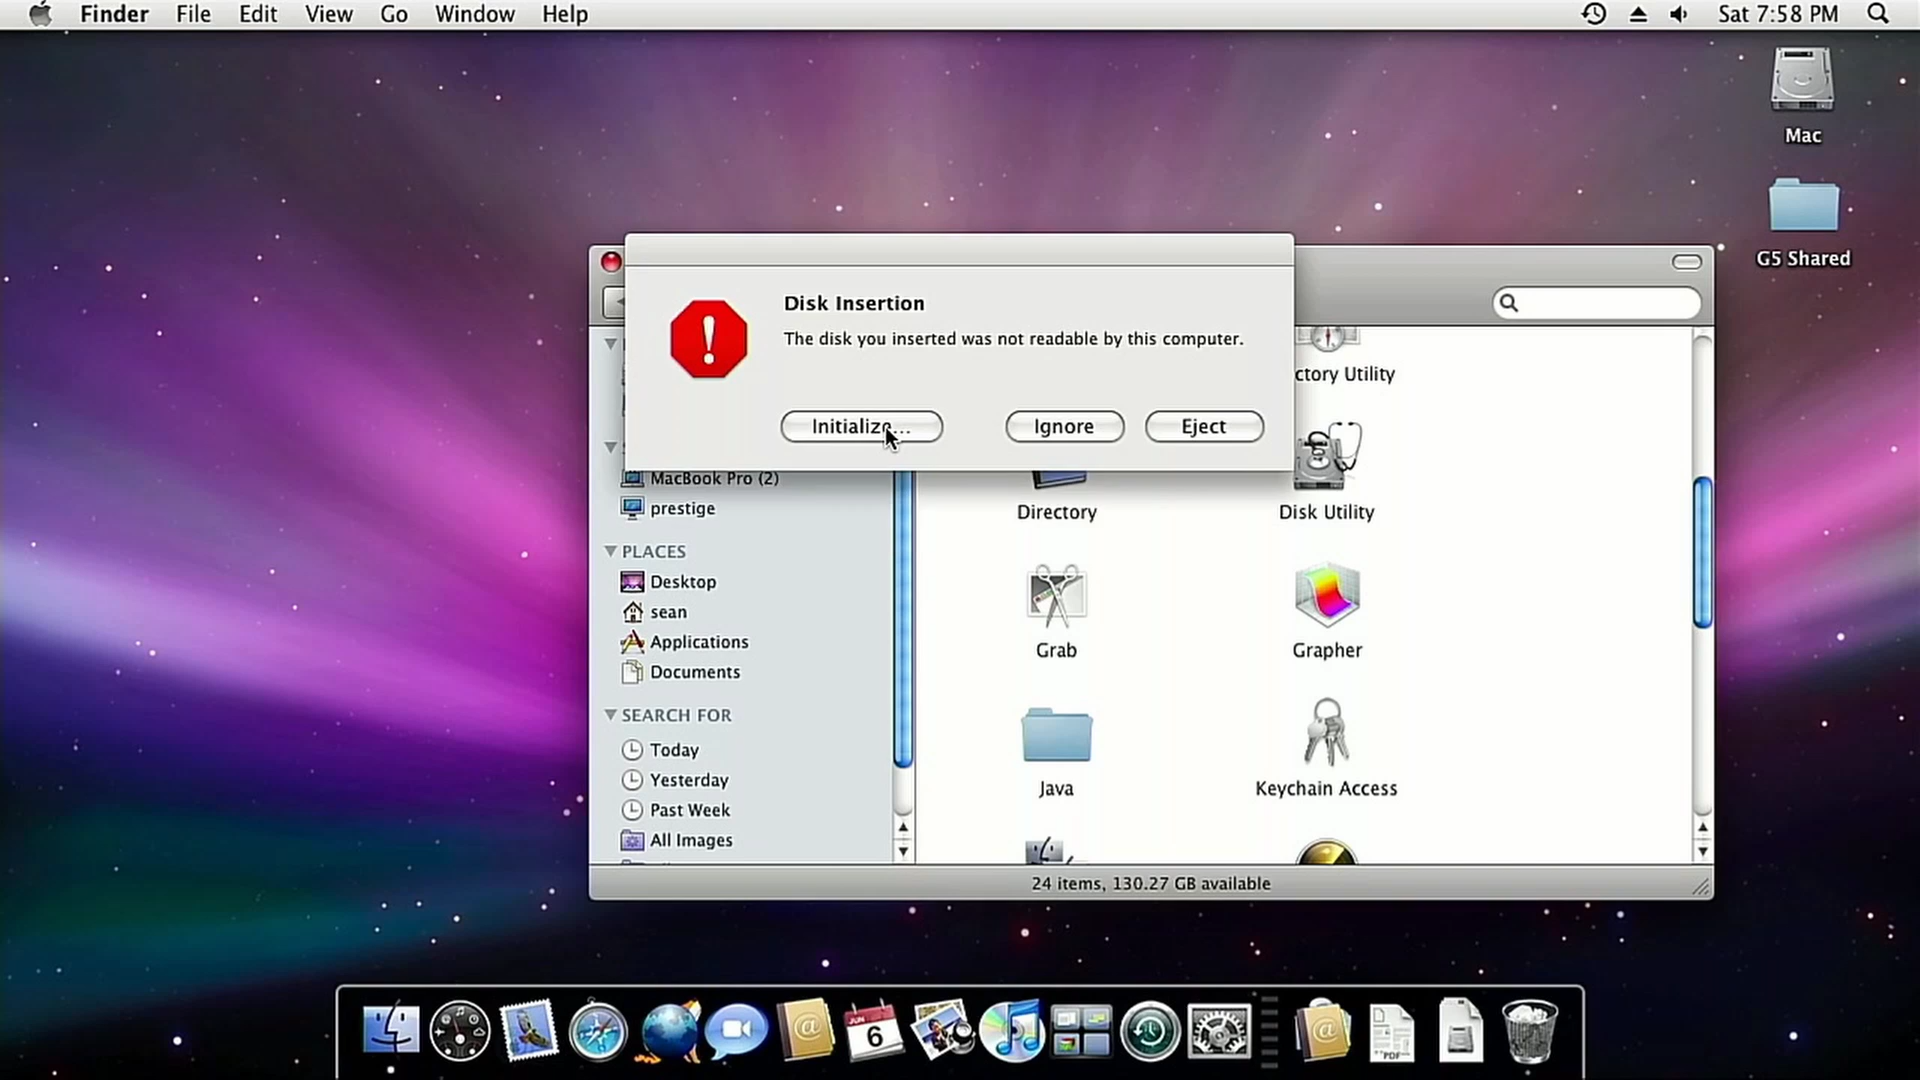 Finder File Edit View Go Window Help
Sat 7:58 PM
Mac
G5 Shared
Disk Insertion
The disk you inserted was not readable by this computer.
Initialize...
Ignore
Eject
ctory Utility
MacBook Pro (2)
prestige
PLACES
Desktop
sean
Applications
Documents
SEARCH FOR
Today
Yesterday
Past Week
All Images
Directory
Disk Utility
Grab
Grapher
Java
Keychain Access
24 items, 130.27 GB available
JUN
6
PDF